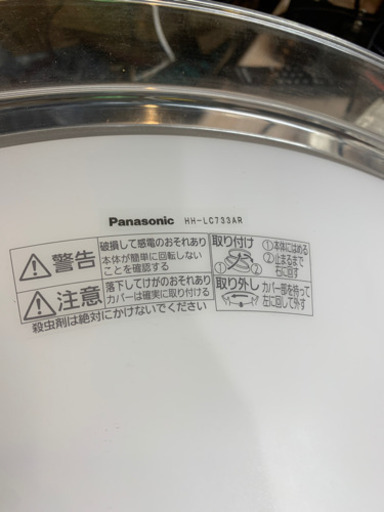 Panasonic HH-LC733AR
警告
破損して感電のおそれあり
本体が簡単に回転しない
ことを確認する
取り付け
①②
①本体にはめる
②止まるまで
右に回す
注意
落下してけがのおそれあり
カバーは確実に取り付ける
取り外し
カバー部を持って
左に回して外す
殺虫剤は絶対にかけないでください